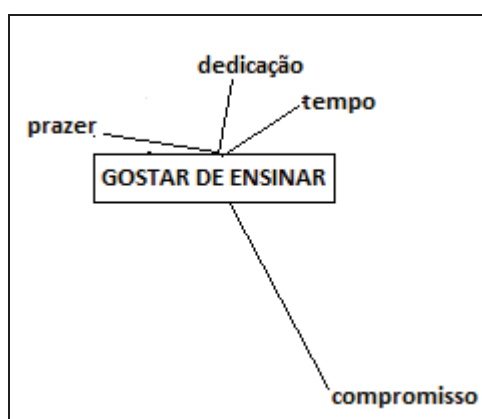 dedicação
tempo
prazer
GOSTAR DE ENSINAR
compromisso